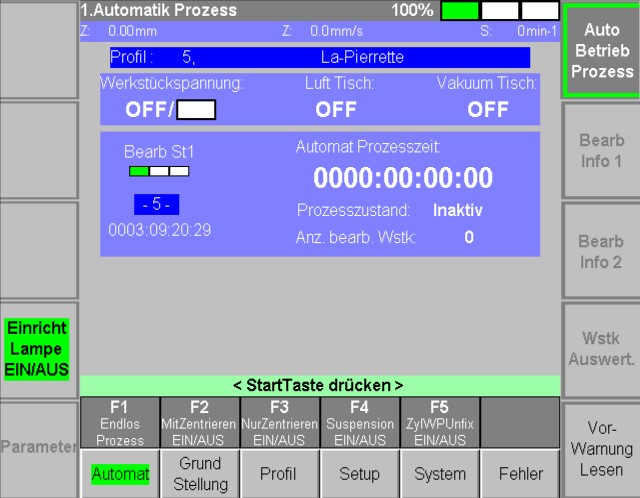 1.Automatik Prozess 100%
Z: 0.00mm Z: 0.0mm/s S: 0min-1
Profil : 5, La-Pierrette
Werkstückspannung: Luft Tisch: Vakuum Tisch:
OFF/ OFF OFF
Bearb St1
- 5 -
0003:09:20:29
Automat Prozesszeit:
0000:00:00:00
Prozesszustand: Inaktiv
Anz. bearb. Wstk: 0
Auto
Betrieb
Prozess
Bearb
Info 1
Bearb
Info 2
Wstk
Auswert.
Vor-
Warnung
Lesen
Einricht
Lampe
EIN/AUS
Parameter
< StartTaste drücken >
F1
Endlos
Prozess
F2
MitZentrieren
EIN/AUS
F3
NurZentrieren
EIN/AUS
F4
Suspension
EIN/AUS
F5
ZylWPUnfix
EIN/AUS
Automat
Grund
Stellung
Profil
Setup
System
Fehler